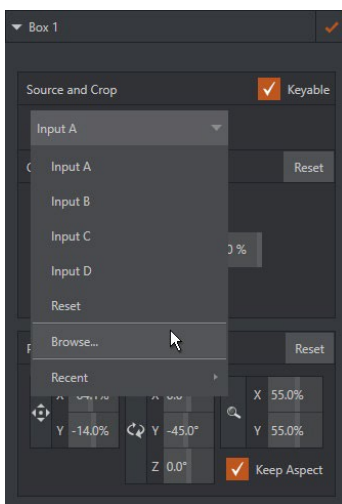 Box 1
Source and Crop
Keyable
Input A
Input A
Reset
Input B
Input C
Input D
Reset
Browse...
Reset
Recent
X 55.0%
Y -14.0%
Y -45.0°
Y 55.0%
Z 0.0°
Keep Aspect